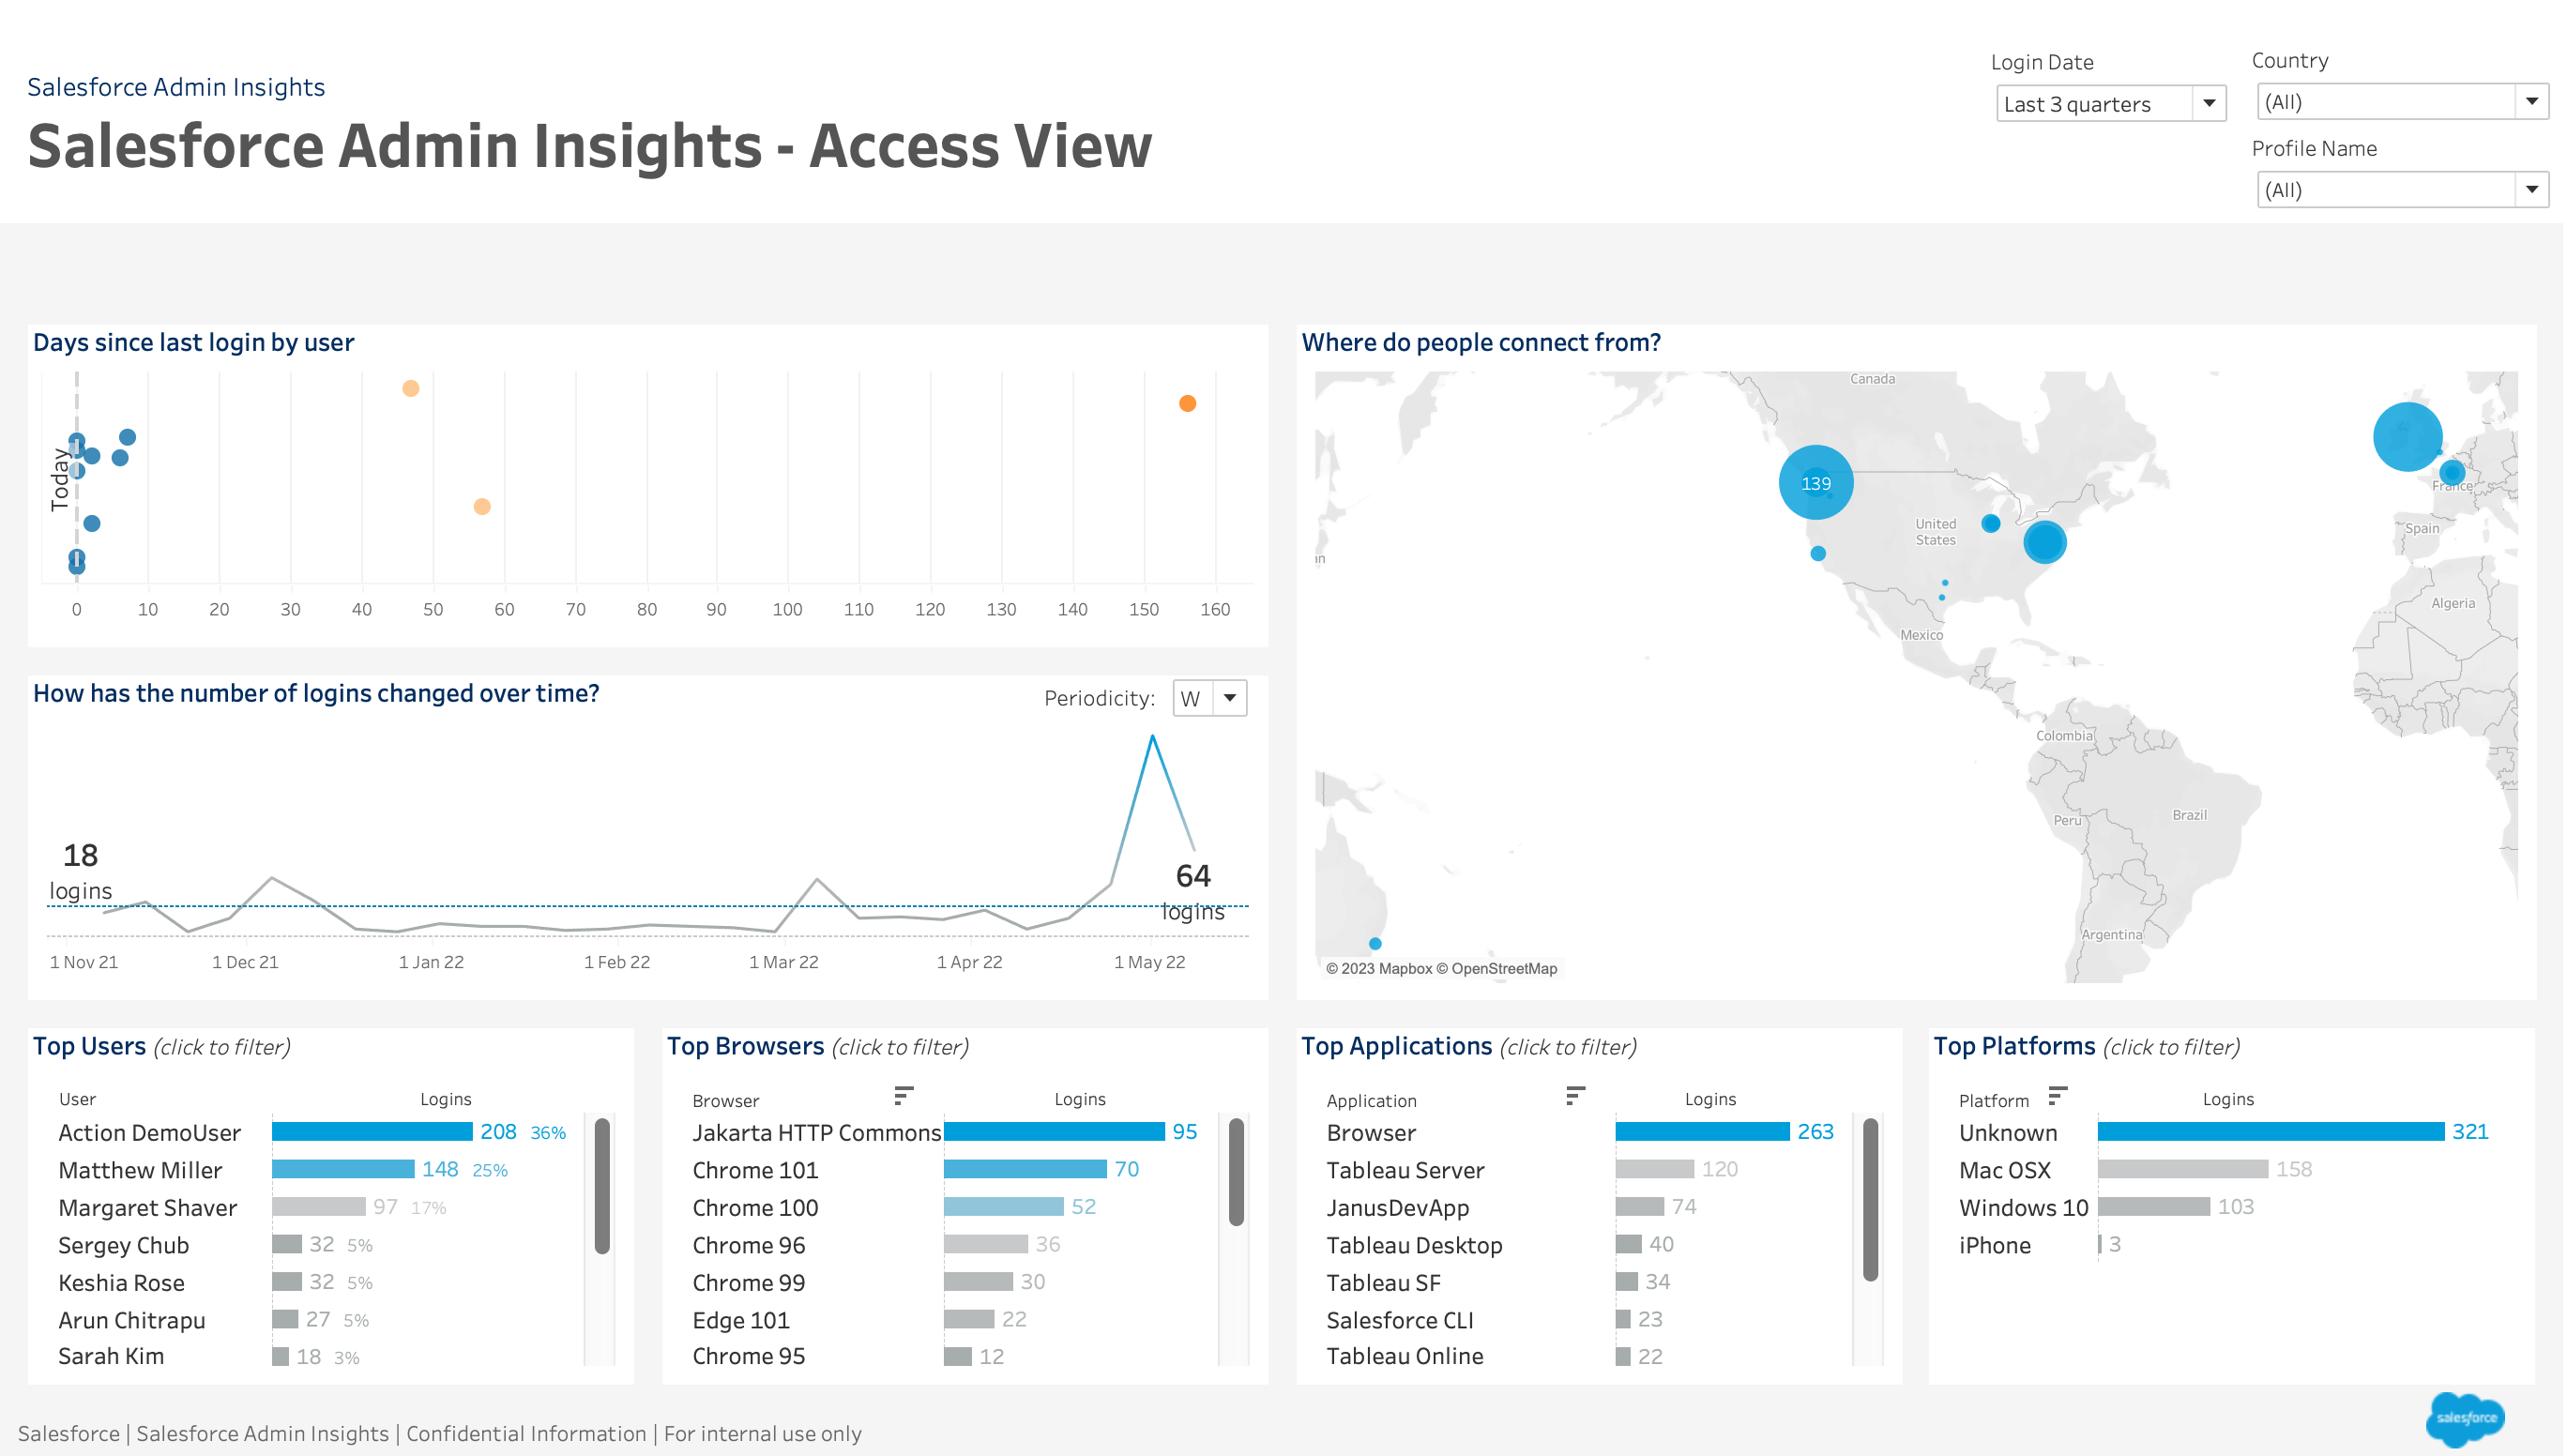 Salesforce Admin Insights
Salesforce Admin Insights - Access View
Login Date
Last 3 quarters
Country
(All)
Profile Name
(All)
Days since last login by user
Today
0 10 20 30 40 50 60 70 80 90 100 110 120 130 140 150 160
How has the number of logins changed over time?
Periodicity: W
18
logins
64
logins
1 Nov 21 1 Dec 21 1 Jan 22 1 Feb 22 1 Mar 22 1 Apr 22 1 May 22
Where do people connect from?
Canada
139
France
United
States
Spain
Algeria
Mexico
Colombia
Peru
Brazil
Argentina
© 2023 Mapbox © OpenStreetMap
Top Users (click to filter)
User Logins
Action DemoUser 208 36%
Matthew Miller 148 25%
Margaret Shaver 97 17%
Sergey Chub 32 5%
Keshia Rose 32 5%
Arun Chitrapu 27 5%
Sarah Kim 18 3%
Top Browsers (click to filter)
Browser Logins
Jakarta HTTP Commons 95
Chrome 101 70
Chrome 100 52
Chrome 96 36
Chrome 99 30
Edge 101 22
Chrome 95 12
Top Applications (click to filter)
Application Logins
Browser 263
Tableau Server 120
JanusDevApp 74
Tableau Desktop 40
Tableau SF 34
Salesforce CLI 23
Tableau Online 22
Top Platforms (click to filter)
Platform Logins
Unknown 321
Mac OSX 158
Windows 10 103
iPhone 3
Salesforce | Salesforce Admin Insights | Confidential Information | For internal use only
salesforce